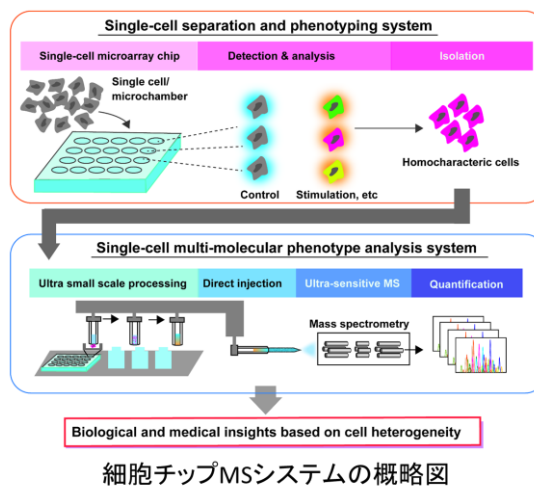 Single-cell separation and phenotyping system
Single-cell microarray chip
Detection & analysis
Isolation
Single cell/
microchamber
Control
Stimulation, etc
Homocharacteric cells
Single-cell multi-molecular phenotype analysis system
Ultra small scale processing
Direct injection
Ultra-sensitive MS
Quantification
Mass spectrometry
Biological and medical insights based on cell heterogeneity
細胞チップMSシステムの概略図